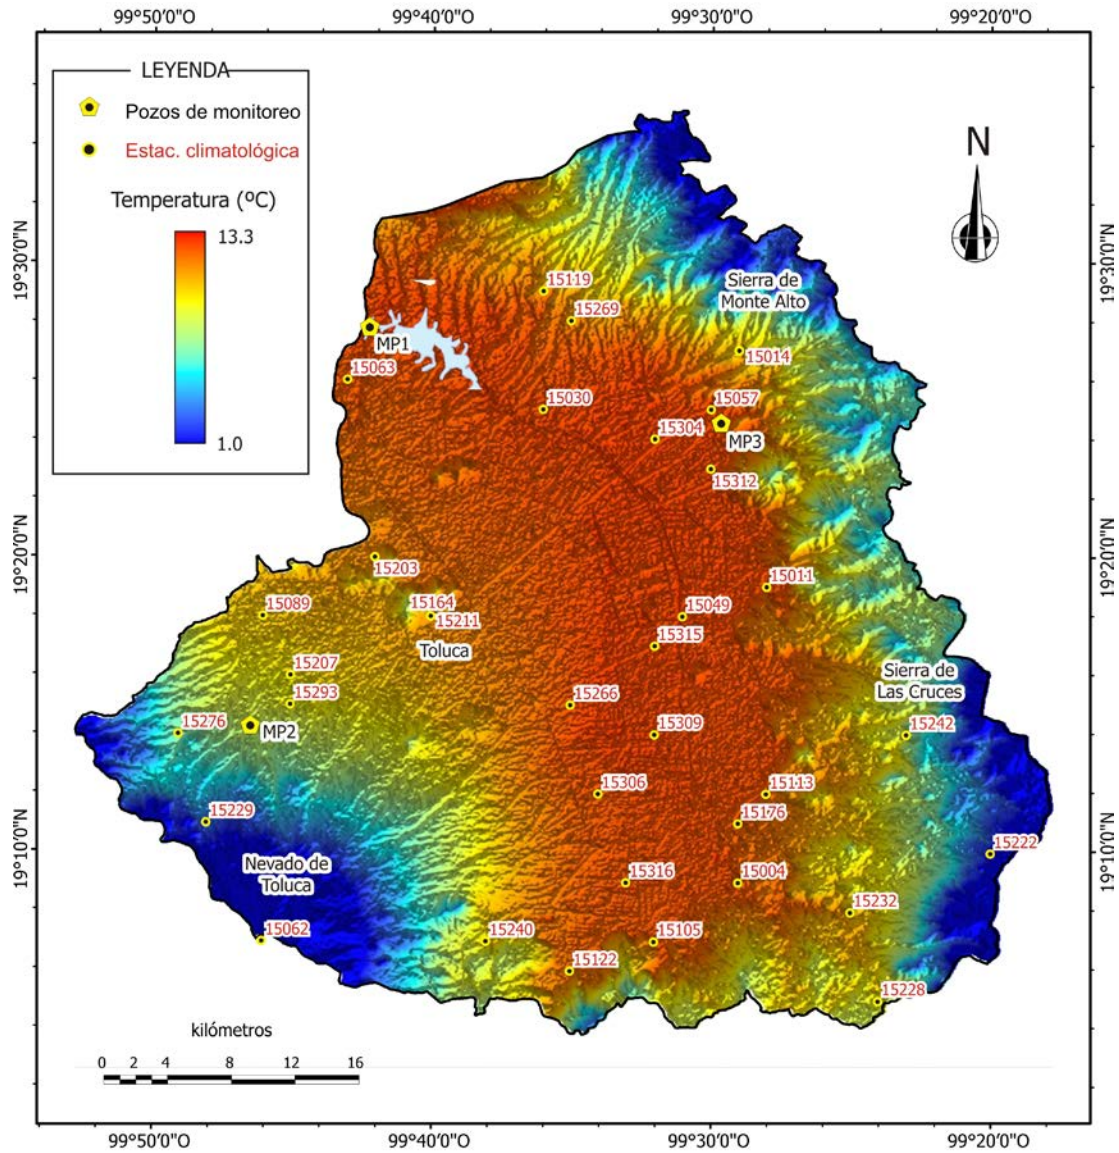 99°50'0"O 99°40'0"O 99°30'0"O 99°20'0"O
LEYENDA
Pozos de monitoreo
Estac. climatológica
Temperatura (ºC)
13.3
1.0
N
19°30'0"N
19°30'0"N
15119
Sierra de
Monte Alto
15269
MP1
15014
15063
15030
15057
15304
MP3
15312
19°20'0"N
19°20'0"N
15203
15011
15089
15164
15049
15211
15315
Toluca
15207
Sierra de
Las Cruces
15293
15266
15276
MP2
15309
15242
15306
15113
15229
15176
19°10'0"N
19°10'0"N
15222
Nevado de
Toluca
15316
15004
15232
15062
15240
15105
15122
15228
kilómetros
0 2 4 8 12 16
99°50'0"O 99°40'0"O 99°30'0"O 99°20'0"O